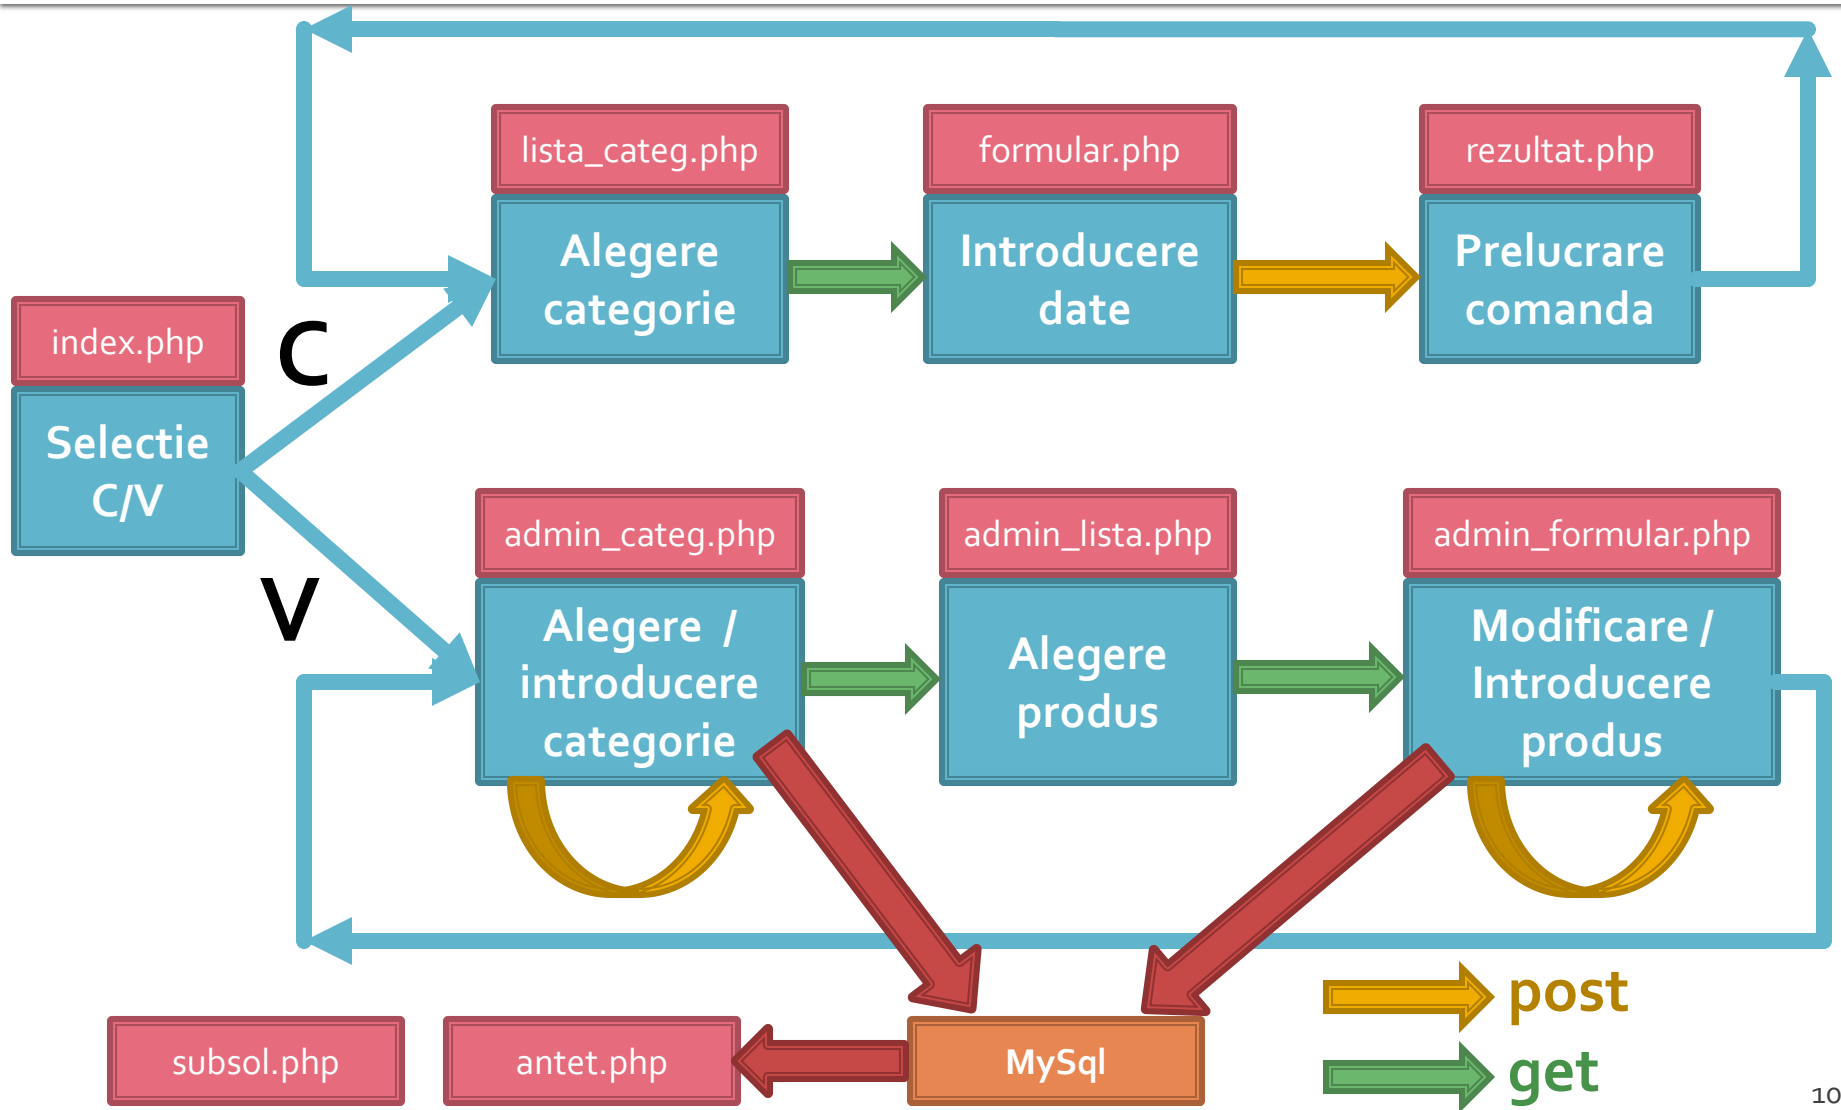 lista_categ.php
formular.php
rezultat.php
Alegere
categorie
Introducere
date
Prelucrare
comanda
index.php
C
Selectie
C/V
V
admin_categ.php
admin_lista.php
admin_formular.php
Alegere /
introducere
categorie
Alegere
produs
Modificare /
Introducere
produs
post
subsol.php
antet.php
MySql
get
10